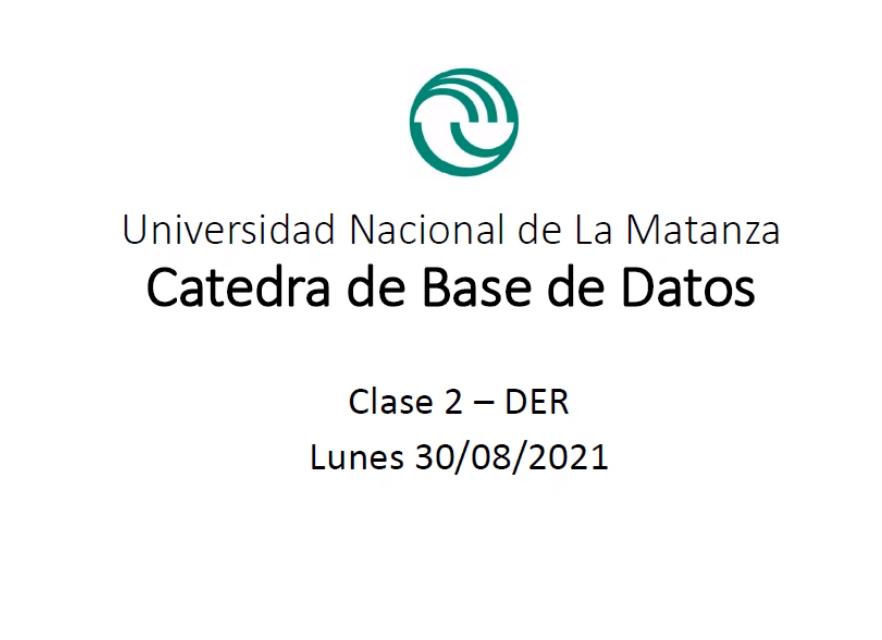 Universidad Nacional de La Matanza
Catedra de Base de Datos
Clase 2 – DER
Lunes 30/08/2021